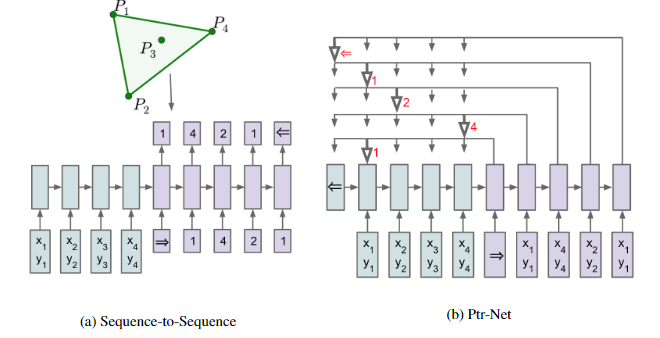 P1
P4
P3
P2
1 4 2 1 ⇐
x1 y1 x2 y2 x3 y3 x4 y4 ⇒ 1 4 2 1
(a) Sequence-to-Sequence
⇐
1
2
4
1
⇐
x1 y1 x2 y2 x3 y3 x4 y4 ⇒ x1 y1 x4 y4 x2 y2 x1 y1
(b) Ptr-Net